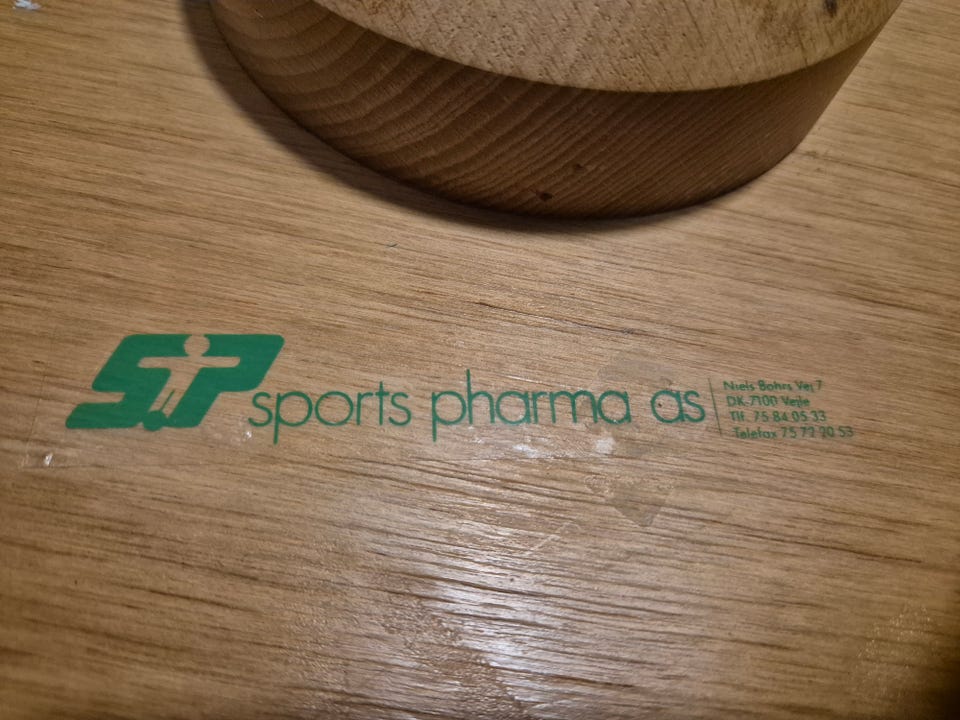 SP sports pharma as
Niels Bohrs Vej 7
DK-7100 Vejle
Tlf. 75 84 05 33
Telefax 75 72 20 53